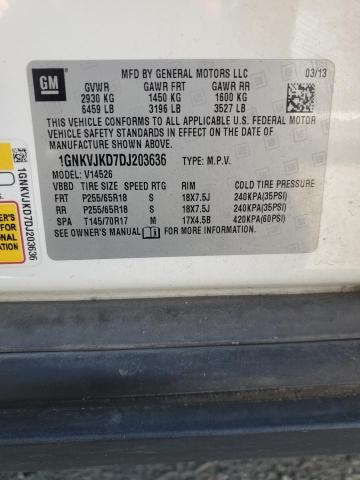 GM
MFD BY GENERAL MOTORS LLC 03/13
GVWR GAWR FRT GAWR RR
2930 KG 1450 KG 1600 KG
6459 LB 3196 LB 3527 LB
THIS VEHICLE CONFORMS TO ALL APPLICABLE U.S. FEDERAL MOTOR
VEHICLE SAFETY STANDARDS IN EFFECT ON THE DATE OF
MANUFACTURE SHOWN ABOVE.
1GNKVJKD7DJ203636 TYPE: M.P.V.
MODEL: V14526
VBBD TIRE SIZE SPEED RTG RIM COLD TIRE PRESSURE
FRT P255/65R18 S 18X7.5J 240KPA(35PSI)
RR P255/65R18 S 18X7.5J 240KPA(35PSI)
SPA T145/70R17 17X4.5B 420KPA(60PSI)
SEE OWNER'S MANUAL FOR MORE INFORMATION.
1GNKVJKD7DJ203636